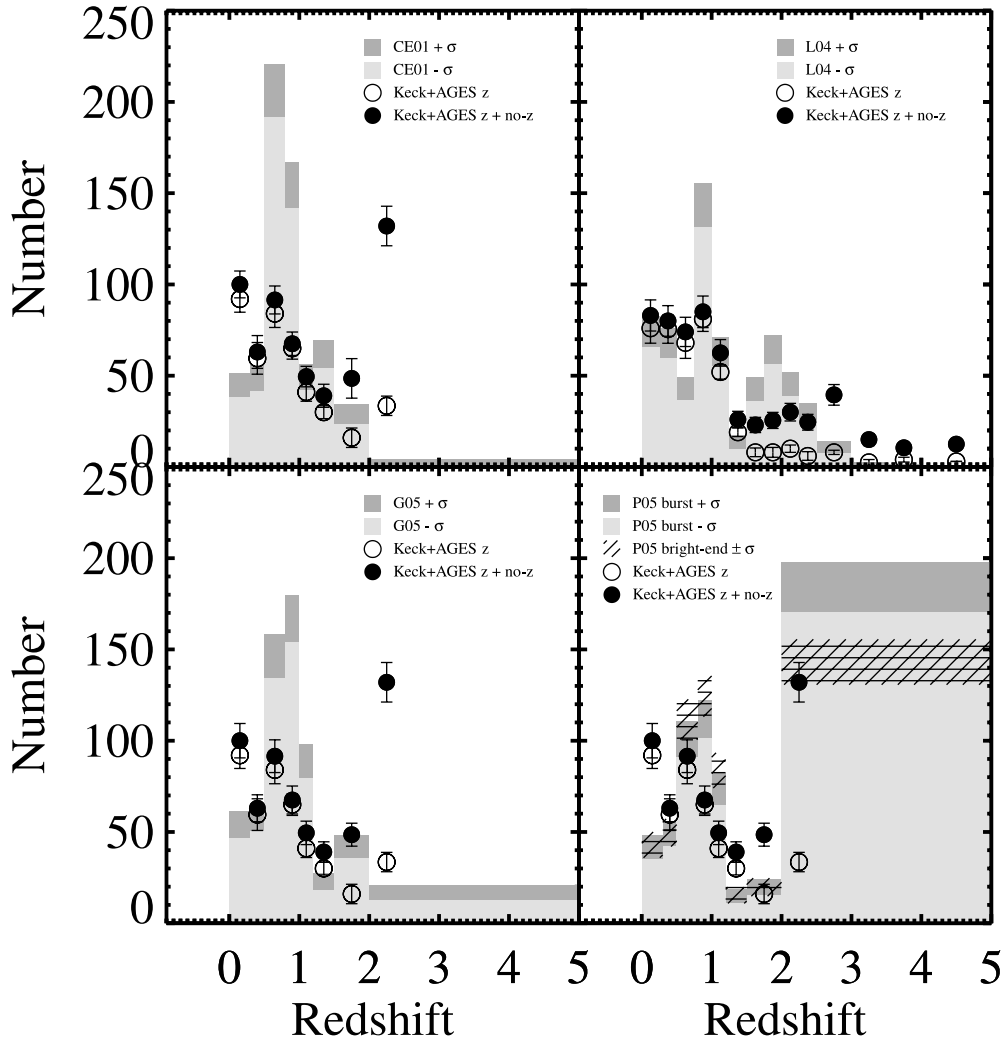 250
200
150
100
50
0
Number
CE01 + σ
CE01 - σ
Keck+AGES z
Keck+AGES z + no-z
L04 + σ
L04 - σ
Keck+AGES z
Keck+AGES z + no-z
250
200
150
100
50
0
Number
G05 + σ
G05 - σ
Keck+AGES z
Keck+AGES z + no-z
P05 burst + σ
P05 burst - σ
P05 bright-end ± σ
Keck+AGES z
Keck+AGES z + no-z
0 1 2 3 4 5
0 1 2 3 4 5
Redshift
Redshift